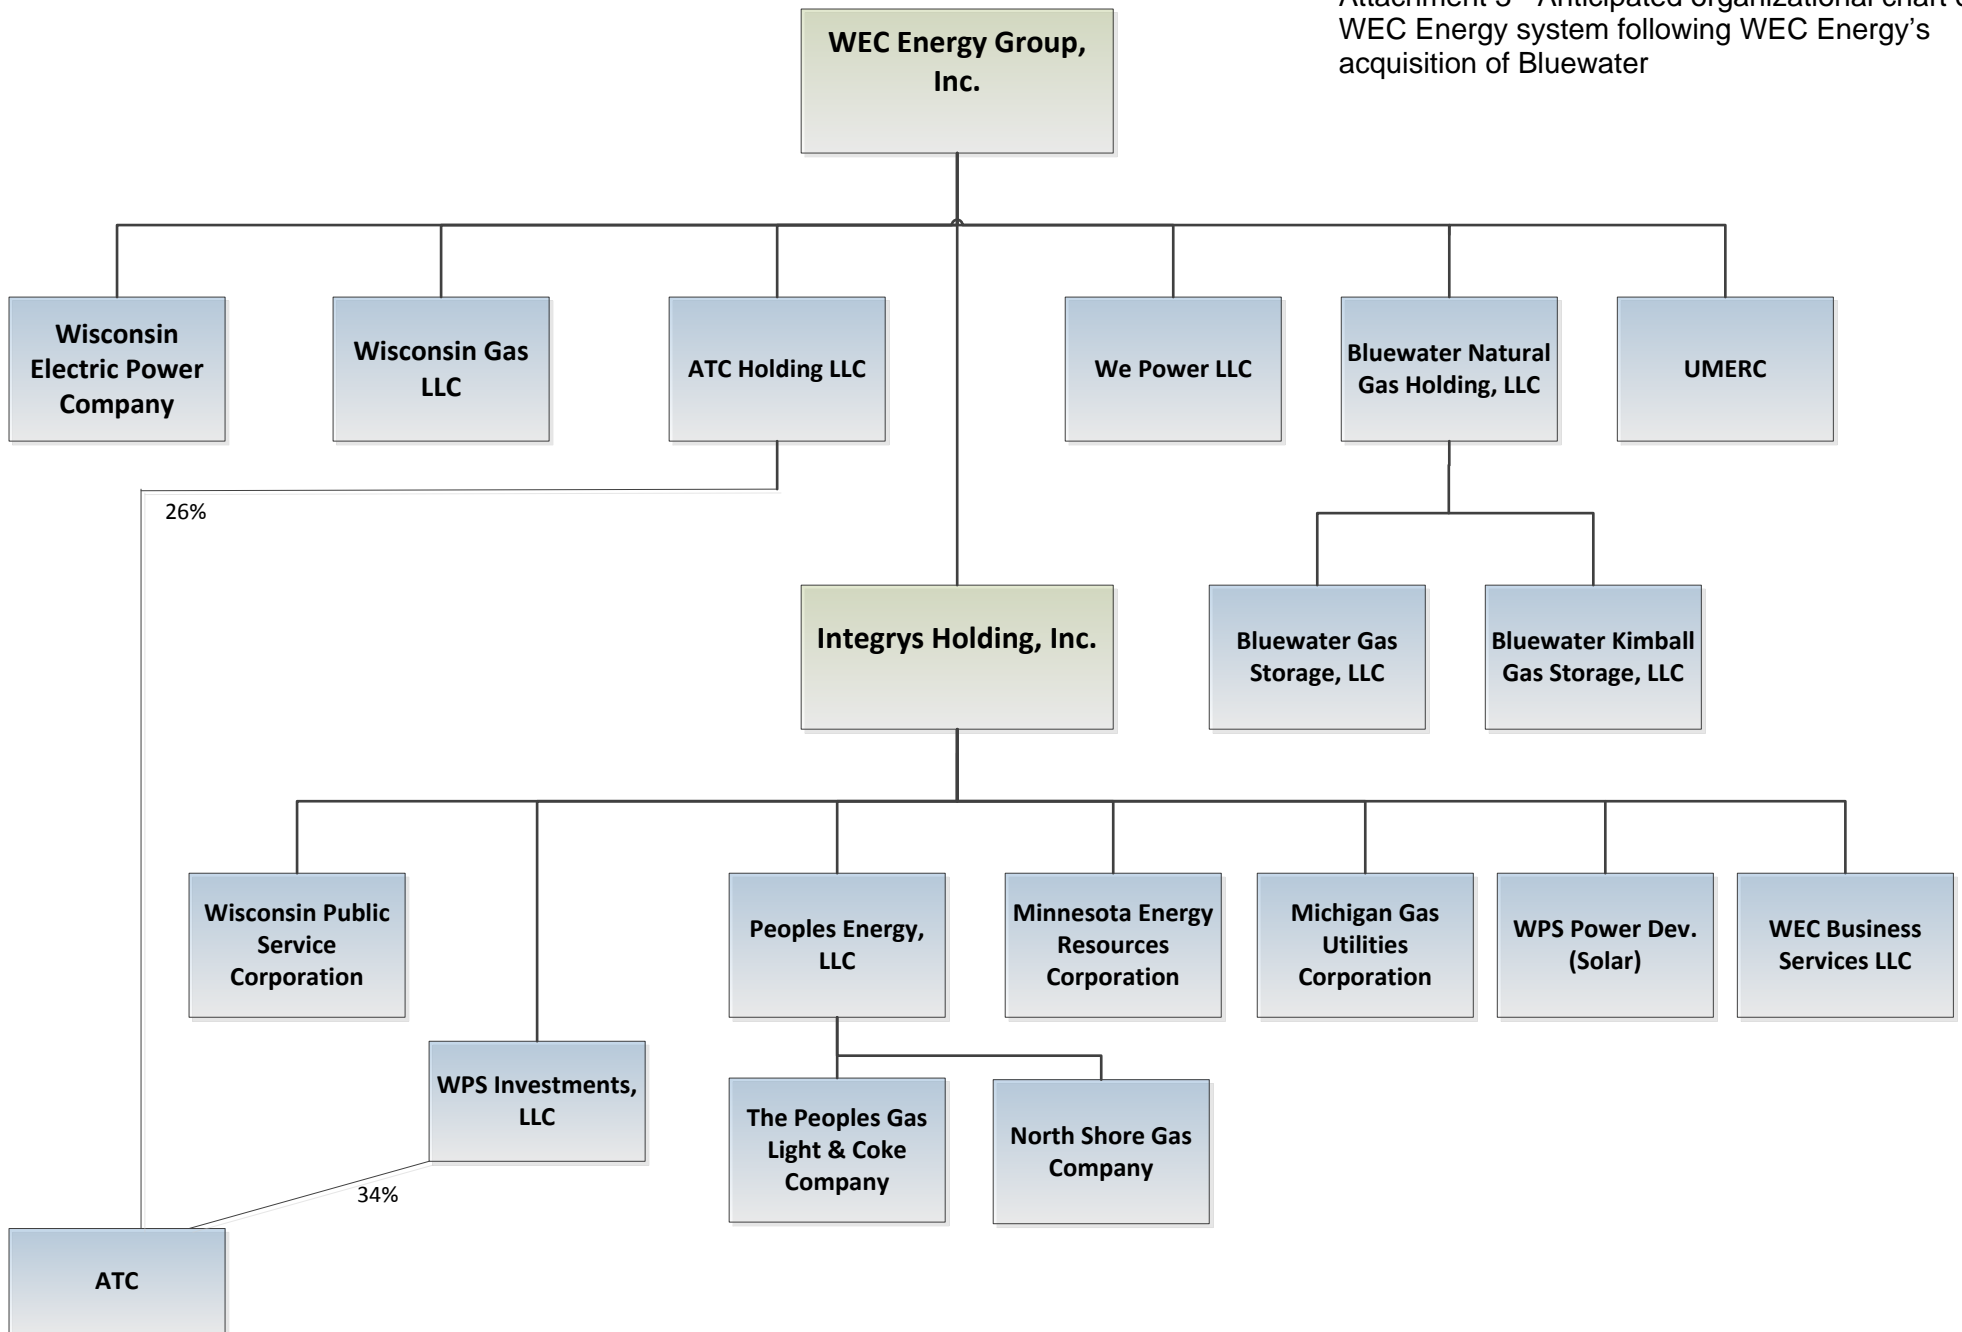 Attachment 3 - Anticipated organizational chart
WEC Energy system following WEC Energy’s
acquisition of Bluewater
WEC Energy Group,
Inc.
Wisconsin
Electric Power
Company
Wisconsin Gas
LLC
ATC Holding LLC
We Power LLC
Bluewater Natural
Gas Holding, LLC
UMERC
26%
Integrys Holding, Inc.
Bluewater Gas
Storage, LLC
Bluewater Kimball
Gas Storage, LLC
Wisconsin Public
Service
Corporation
WPS Investments,
LLC
Peoples Energy,
LLC
Minnesota Energy
Resources
Corporation
Michigan Gas
Utilities
Corporation
WPS Power Dev.
(Solar)
WEC Business
Services LLC
The Peoples Gas
Light & Coke
Company
North Shore Gas
Company
34%
ATC